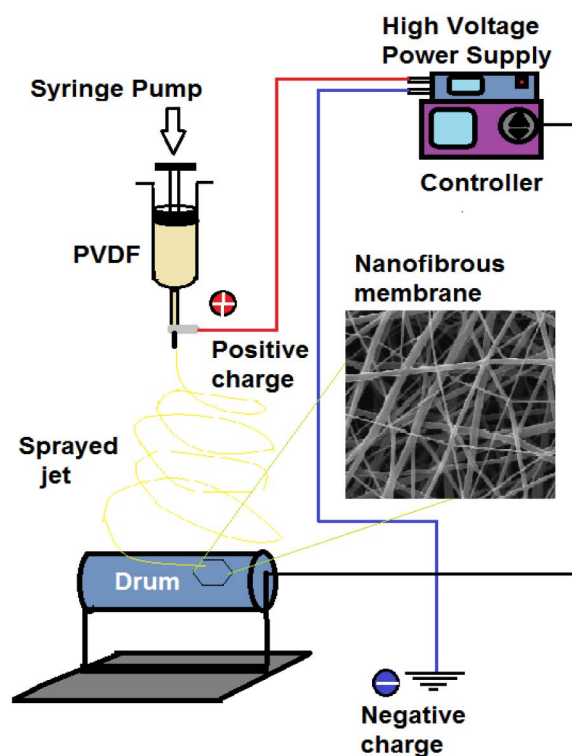 High Voltage
Power Supply
Syringe Pump
Controller
PVDF
Nanofibrous
membrane
Positive
charge
Sprayed
jet
Drum
Negative
charge